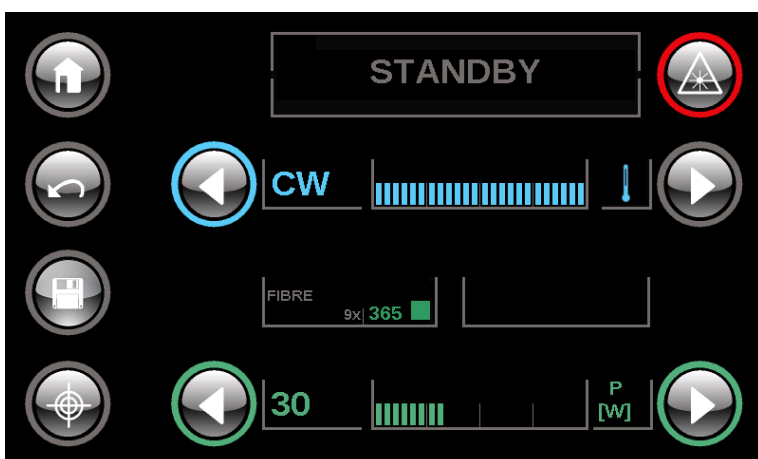 STANDBY
CW
FIBRE
9x| 365
30
P
[W]